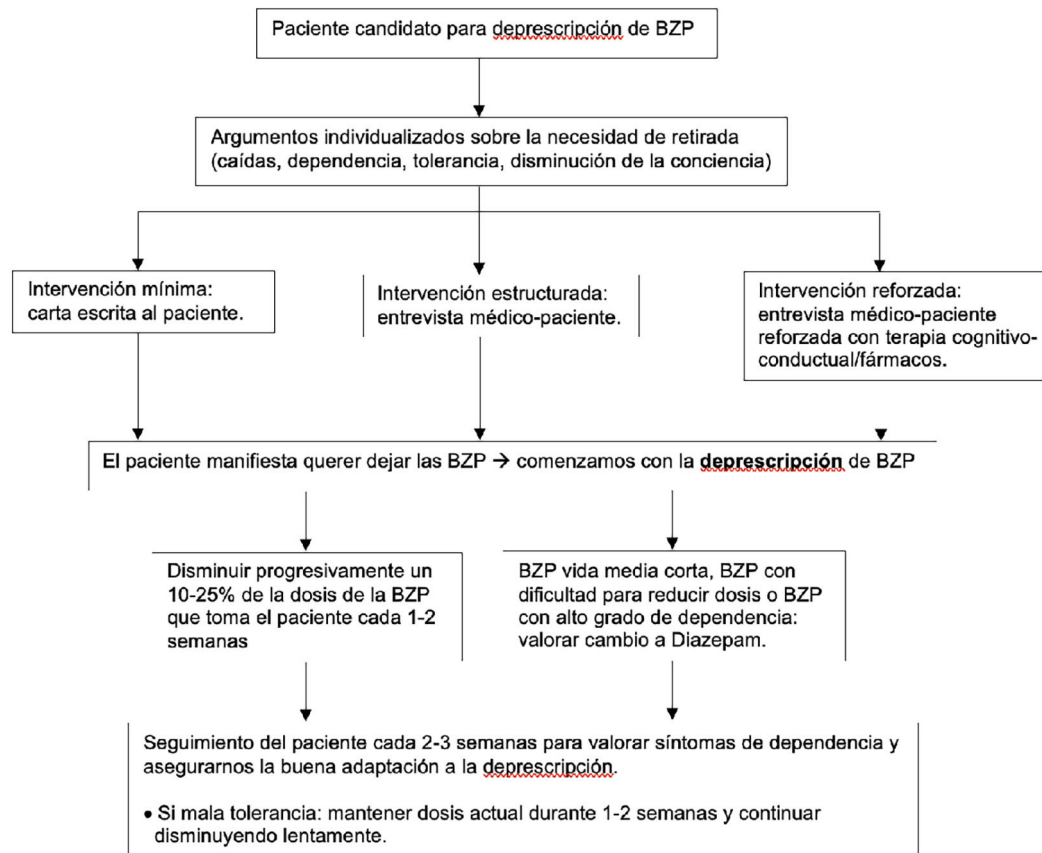 Paciente candidato para deprescripción de BZP
Argumentos individualizados sobre la necesidad de retirada
(caídas, dependencia, tolerancia, disminución de la conciencia)
Intervención mínima:
carta escrita al paciente.
Intervención estructurada:
entrevista médico-paciente.
Intervención reforzada:
entrevista médico-paciente
reforzada con terapia cognitivo-
conductual/fármacos.
El paciente manifiesta querer dejar las BZP → comenzamos con la deprescripción de BZP
Disminuir progresivamente un
10-25% de la dosis de la BZP
que toma el paciente cada 1-2
semanas
BZP vida media corta, BZP con
dificultad para reducir dosis o BZP
con alto grado de dependencia:
valorar cambio a Diazepam.
Seguimiento del paciente cada 2-3 semanas para valorar síntomas de dependencia y
asegurarnos la buena adaptación a la deprescripción.
• Si mala tolerancia: mantener dosis actual durante 1-2 semanas y continuar
disminuyendo lentamente.